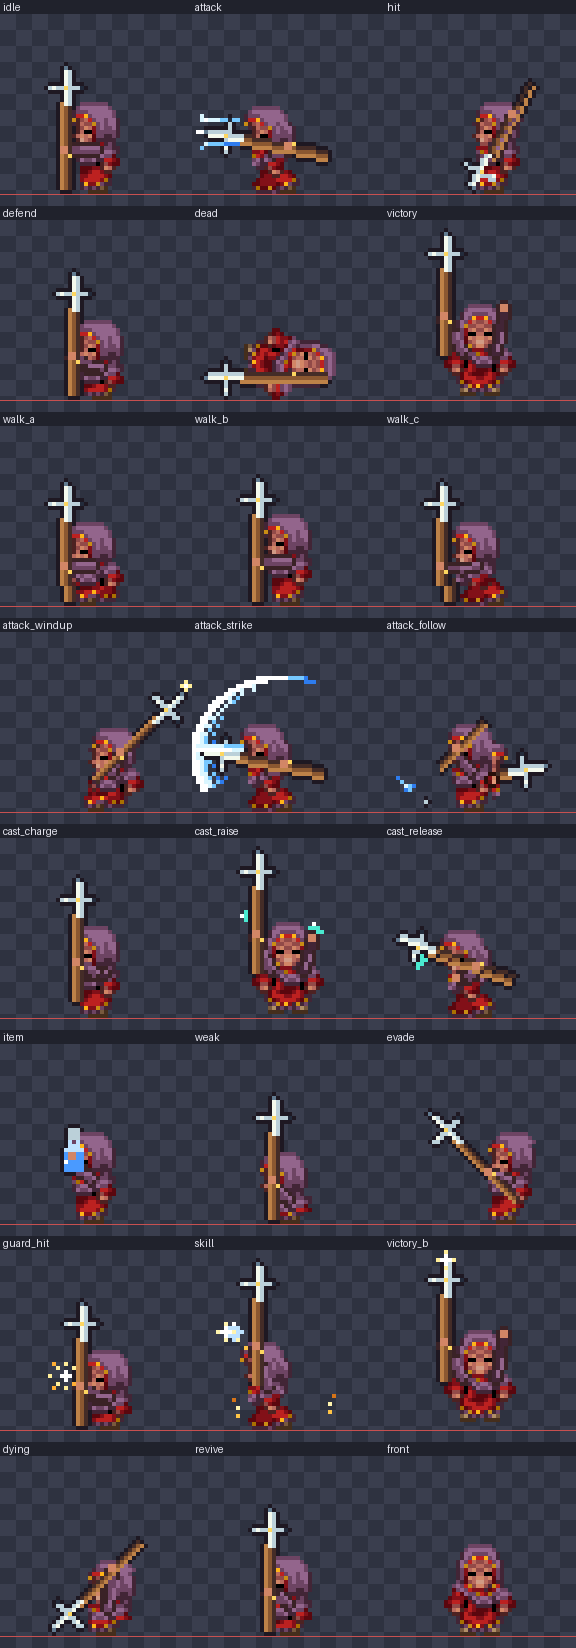 idle
attack
hit
defend
dead
victory
walk_a
walk_b
walk_c
attack_windup
attack_strike
attack_follow
cast_charge
cast_raise
cast_release
item
weak
evade
guard_hit
skill
victory_b
dying
revive
front